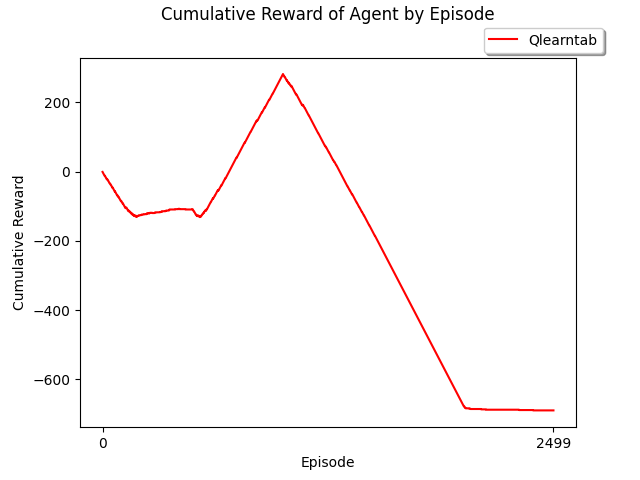 Cumulative Reward of Agent by Episode
Qlearntab
200
0
−200
−400
−600
Cumulative Reward
0 2499
Episode